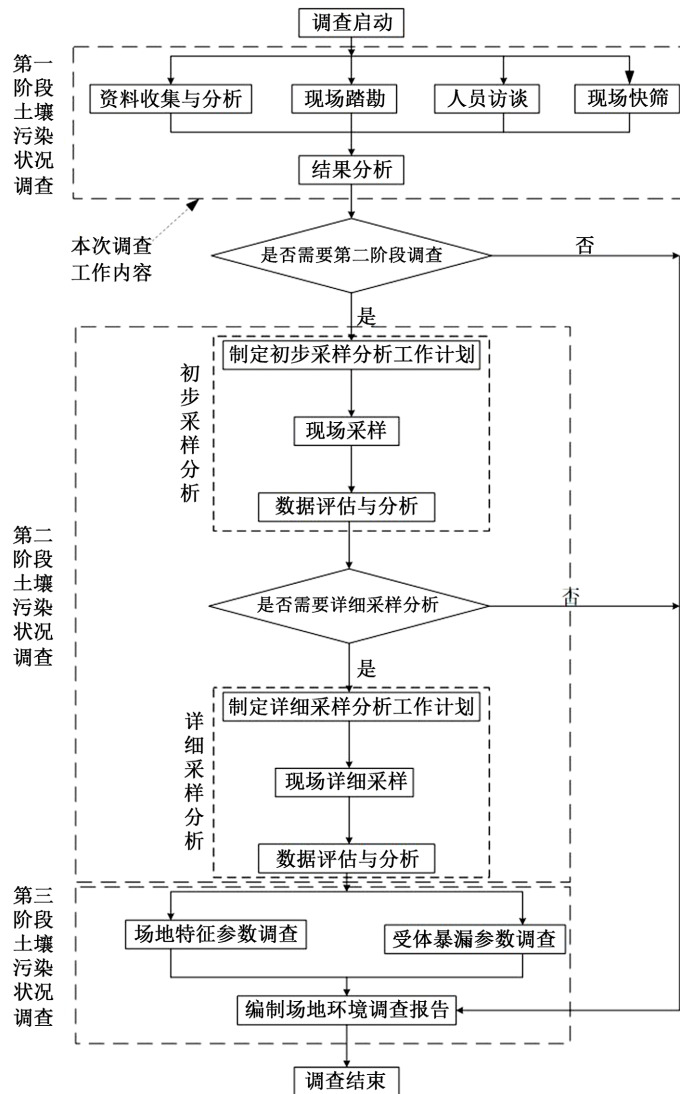 调查启动
第一
阶段
土壤
污染
状况
调查
资料收集与分析
现场踏勘
人员访谈
现场快筛
结果分析
本次调查
工作内容
是否需要第二阶段调查
否
是
初步采样分析
制定初步采样分析工作计划
现场采样
数据评估与分析
第二
阶段
土壤
污染
状况
调查
是否需要详细采样分析
否
是
详细采样分析
制定详细采样分析工作计划
现场详细采样
数据评估与分析
第三
阶段
土壤
污染
状况
调查
场地特征参数调查
受体暴漏参数调查
编制场地环境调查报告
调查结束